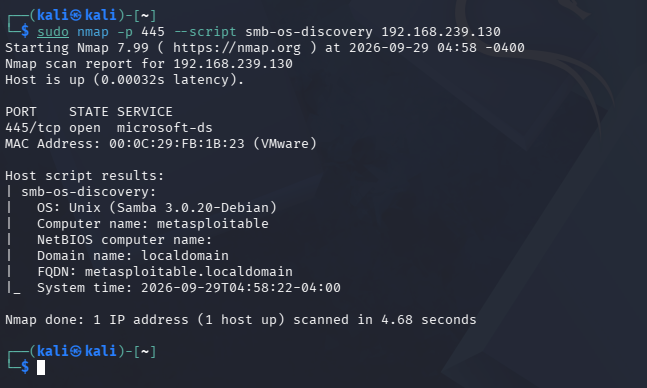 ┌──(kali㉿kali)-[~]
└─$ sudo nmap -p 445 --script smb-os-discovery 192.168.239.130
Starting Nmap 7.99 ( https://nmap.org ) at 2026-09-29 04:58 -0400
Nmap scan report for 192.168.239.130
Host is up (0.00032s latency).

PORT    STATE SERVICE
445/tcp open  microsoft-ds
MAC Address: 00:0C:29:FB:1B:23 (VMware)

Host script results:
| smb-os-discovery:
|   OS: Unix (Samba 3.0.20-Debian)
|   Computer name: metasploitable
|   NetBIOS computer name:
|   Domain name: localdomain
|   FQDN: metasploitable.localdomain
|_  System time: 2026-09-29T04:58:22-04:00

Nmap done: 1 IP address (1 host up) scanned in 4.68 seconds

┌──(kali㉿kali)-[~]
└─$